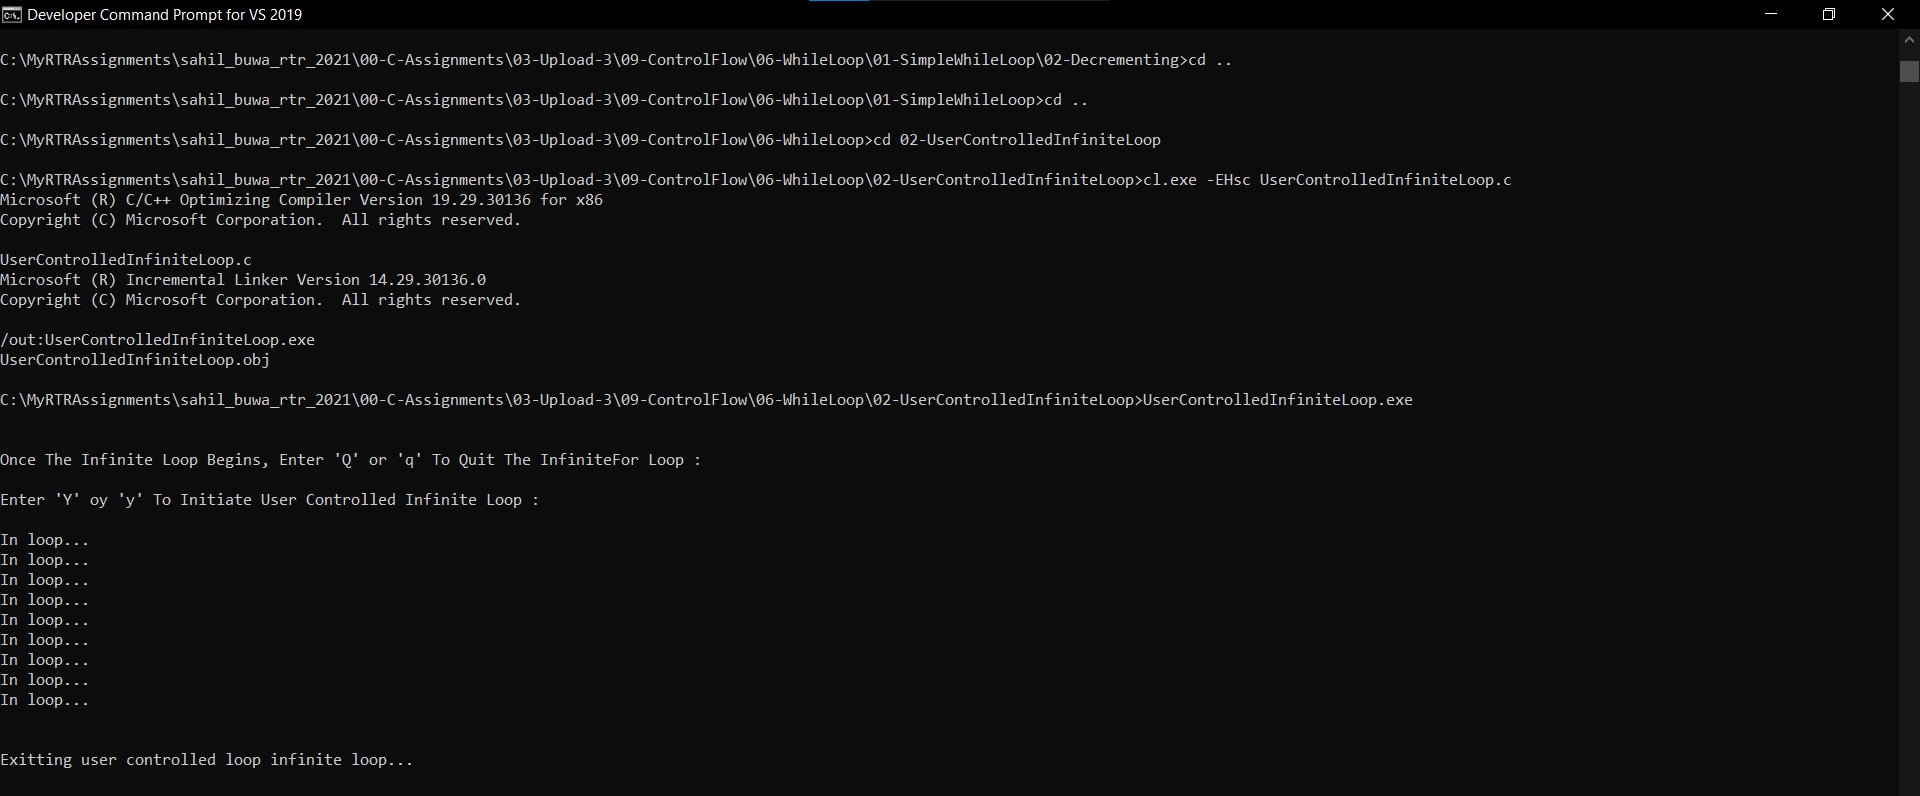 Developer Command Prompt for VS 2019
C:\MyRTRAssignments\sahil_buwa_rtr_2021\00-C-Assignments\03-Upload-3\09-ControlFlow\06-WhileLoop\01-SimpleWhileLoop\02-Decrementing>cd ..
C:\MyRTRAssignments\sahil_buwa_rtr_2021\00-C-Assignments\03-Upload-3\09-ControlFlow\06-WhileLoop\01-SimpleWhileLoop>cd ..
C:\MyRTRAssignments\sahil_buwa_rtr_2021\00-C-Assignments\03-Upload-3\09-ControlFlow\06-WhileLoop>cd 02-UserControlledInfiniteLoop
C:\MyRTRAssignments\sahil_buwa_rtr_2021\00-C-Assignments\03-Upload-3\09-ControlFlow\06-WhileLoop\02-UserControlledInfiniteLoop>cl.exe -EHsc UserControlledInfiniteLoop.c
Microsoft (R) C/C++ Optimizing Compiler Version 19.29.30136 for x86
Copyright (C) Microsoft Corporation.  All rights reserved.
UserControlledInfiniteLoop.c
Microsoft (R) Incremental Linker Version 14.29.30136.0
Copyright (C) Microsoft Corporation.  All rights reserved.
/out:UserControlledInfiniteLoop.exe
UserControlledInfiniteLoop.obj
C:\MyRTRAssignments\sahil_buwa_rtr_2021\00-C-Assignments\03-Upload-3\09-ControlFlow\06-WhileLoop\02-UserControlledInfiniteLoop>UserControlledInfiniteLoop.exe
Once The Infinite Loop Begins, Enter 'Q' or 'q' To Quit The InfiniteFor Loop :
Enter 'Y' oy 'y' To Initiate User Controlled Infinite Loop :
In loop...
In loop...
In loop...
In loop...
In loop...
In loop...
In loop...
In loop...
In loop...
Exitting user controlled loop infinite loop...